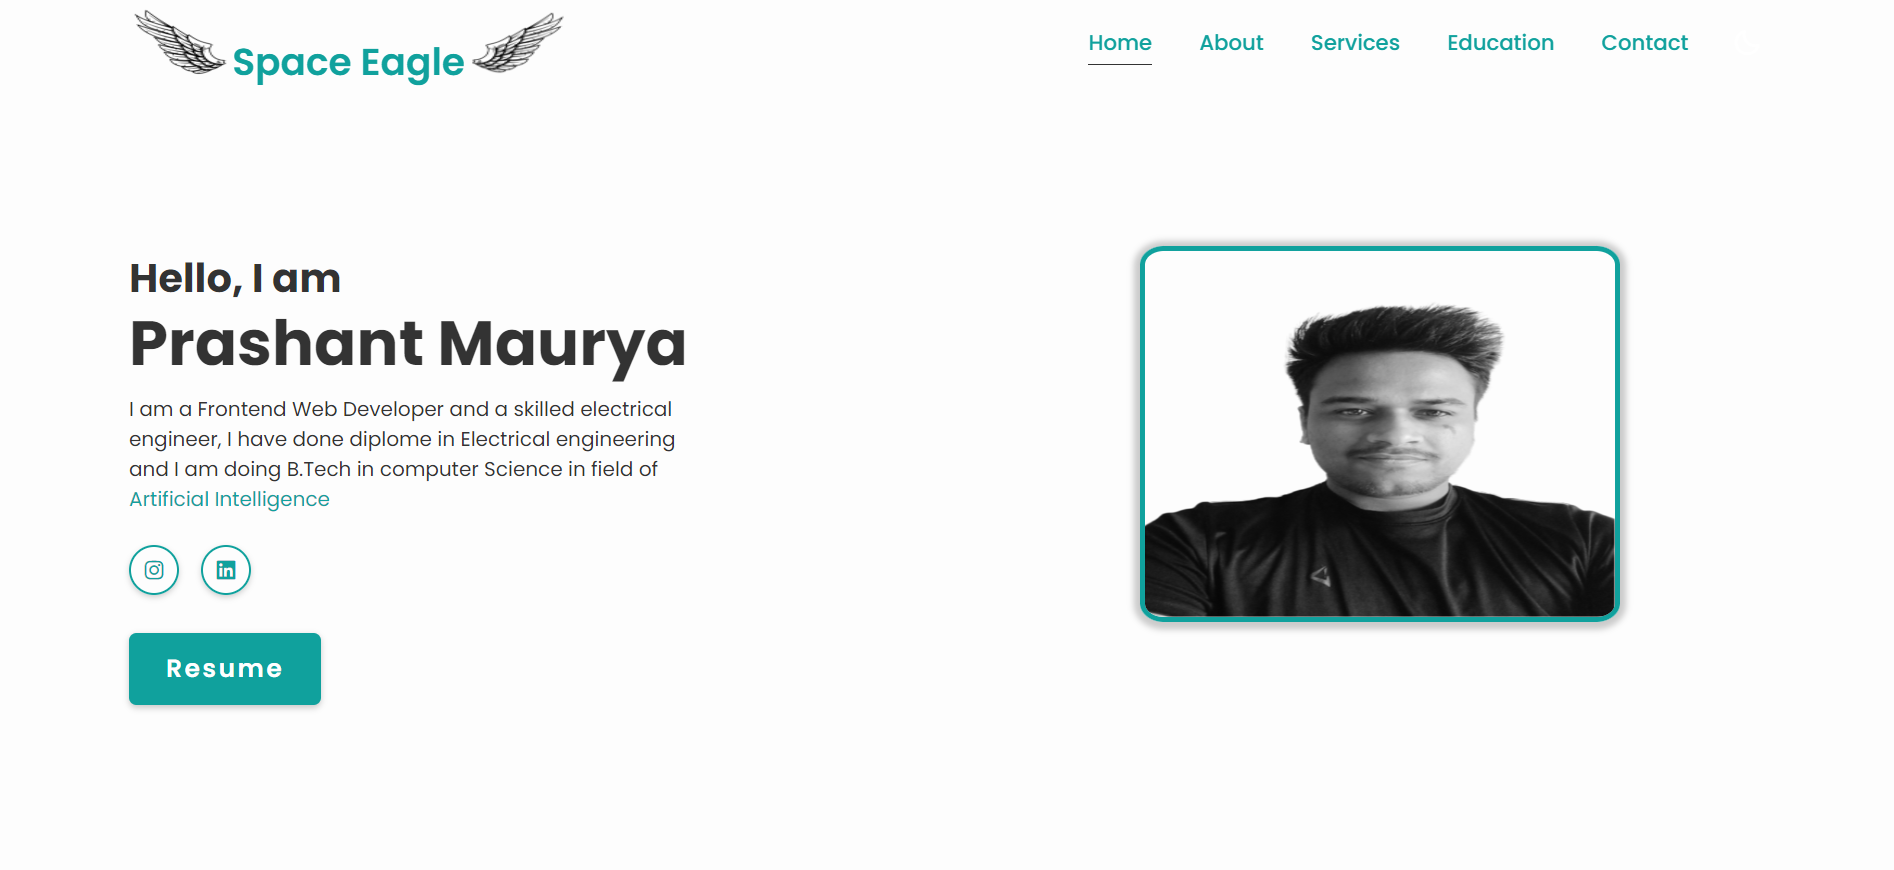 Space Eagle
Home About Services Education Contact
Hello, I am
Prashant Maurya
I am a Frontend Web Developer and a skilled electrical
engineer, I have done diplome in Electrical engineering
and I am doing B.Tech in computer Science in field of
Artificial Intelligence
in
Resume